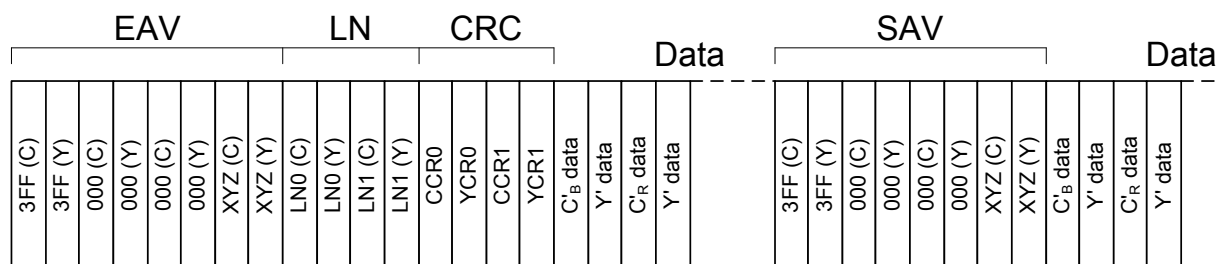 EAV
LN
CRC
Data
SAV
Data
3FF (C)
3FF (Y)
000 (C)
000 (Y)
000 (C)
000 (Y)
XYZ (C)
XYZ (Y)
LN0 (C)
LN0 (Y)
LN1 (C)
LN1 (Y)
CCR0
YCR0
CCR1
YCR1
C'B data
Y' data
C'R data
Y' data
3FF (C)
3FF (Y)
000 (C)
000 (Y)
000 (C)
000 (Y)
XYZ (C)
XYZ (Y)
C'B data
Y' data
C'R data
Y' data